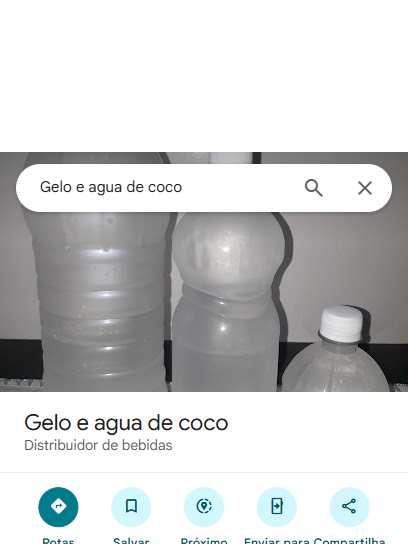 Gelo e agua de coco
Gelo e agua de coco
Distribuidor de bebidas
Rotas Salvar Próximo Enviar para Compartilha